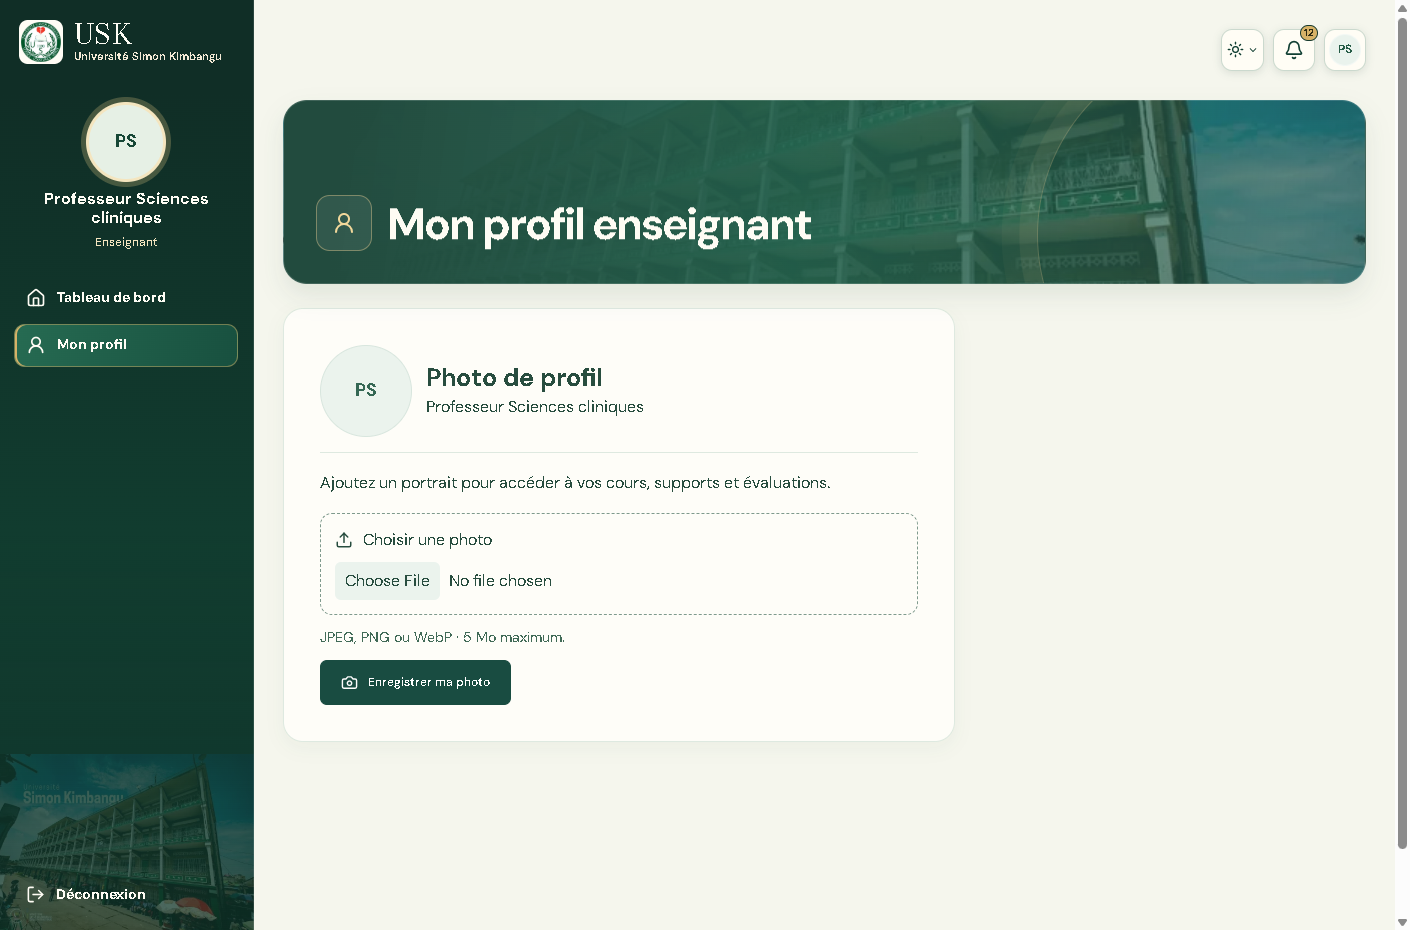 USK
Université Simon Kimbangu
PS
Professeur Sciences
cliniques
Enseignant
Tableau de bord
Mon profil
Simon Kimbangu
Déconnexion
12
PS
Mon profil enseignant
PS
Photo de profil
Professeur Sciences cliniques
Ajoutez un portrait pour accéder à vos cours, supports et évaluations.
Choisir une photo
Choose File No file chosen
JPEG, PNG ou WebP · 5 Mo maximum.
Enregistrer ma photo